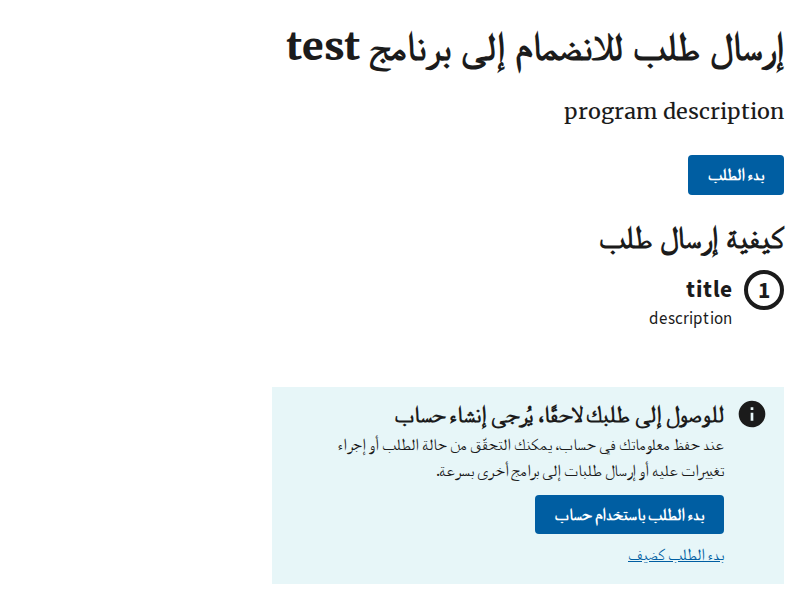 إرسال طلب للانضمام إلى برنامج test
program description
بدء الطلب
كيفية إرسال طلب
1
title
description
للوصول إلى طلبك لاحقًا، يُرجى إنشاء حساب
عند حفظ معلوماتك في حساب، يمكنك التحقّق من حالة الطلب أو إجراء
تغييرات عليه أو إرسال طلبات إلى برامج أخرى بسرعة.
بدء الطلب باستخدام حساب
بدء الطلب كضيف